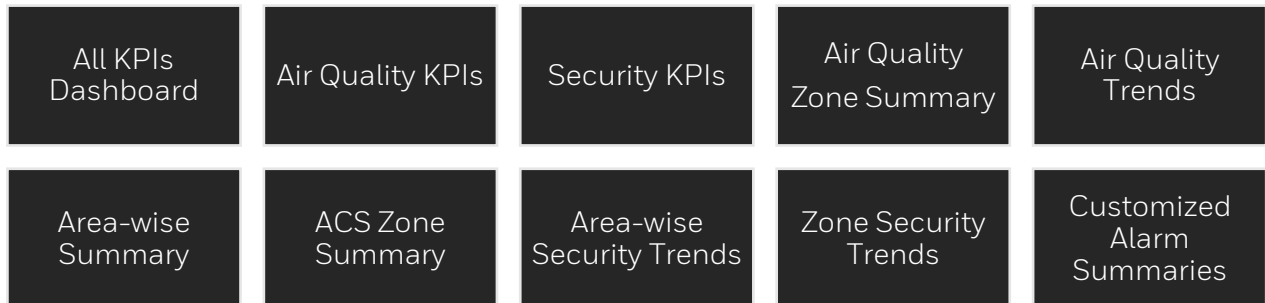 All KPIs
Dashboard
Air Quality KPIs
Security KPIs
Air Quality
Zone Summary
Air Quality
Trends
Area-wise
Summary
ACS Zone
Summary
Area-wise
Security Trends
Zone Security
Trends
Customized
Alarm
Summaries